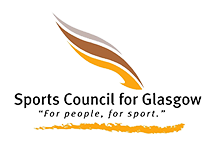 Sports Council for Glasgow
“For people, for sport.”